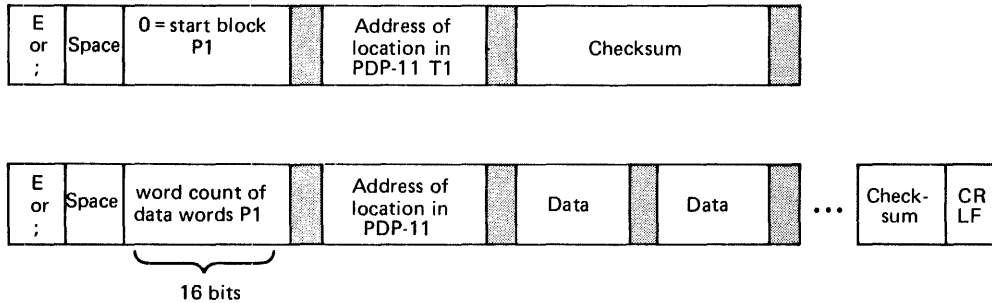 E
or
;
Space
0 = start block
P1
Address of
location in
PDP-11 T1
Checksum
E
or
;
Space
word count of
data words P1
Address of
location in
PDP-11
Data
Data
...
Check-
sum
CR
LF
16 bits